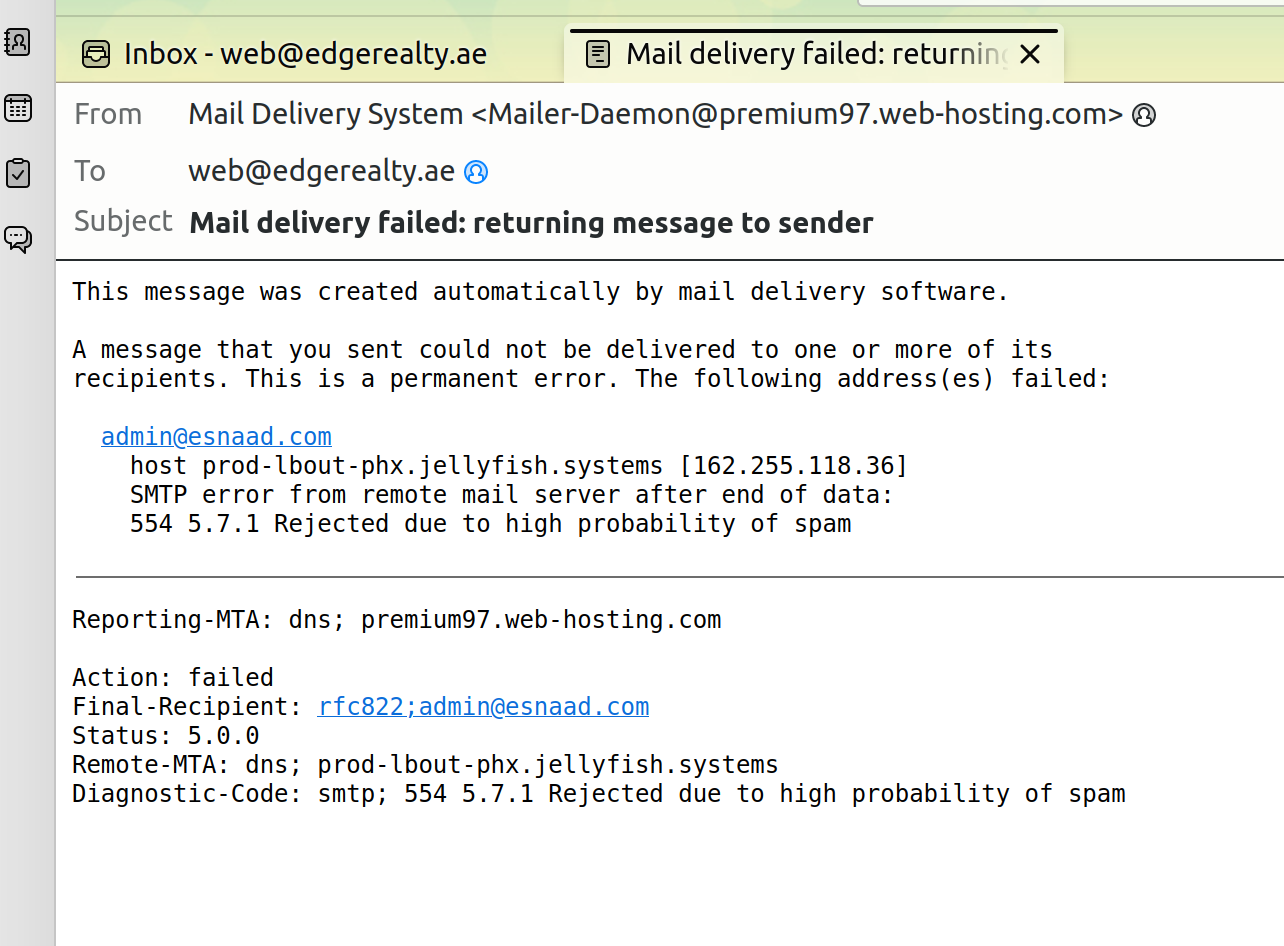 Inbox - web@edgerealty.ae
Mail delivery failed: returning
From Mail Delivery System <Mailer-Daemon@premium97.web-hosting.com>
To web@edgerealty.ae
Subject Mail delivery failed: returning message to sender
This message was created automatically by mail delivery software.
A message that you sent could not be delivered to one or more of its
recipients. This is a permanent error. The following address(es) failed:
admin@esnaad.com
host prod-lbout-phx.jellyfish.systems [162.255.118.36]
SMTP error from remote mail server after end of data:
554 5.7.1 Rejected due to high probability of spam
Reporting-MTA: dns; premium97.web-hosting.com
Action: failed
Final-Recipient: rfc822;admin@esnaad.com
Status: 5.0.0
Remote-MTA: dns; prod-lbout-phx.jellyfish.systems
Diagnostic-Code: smtp; 554 5.7.1 Rejected due to high probability of spam